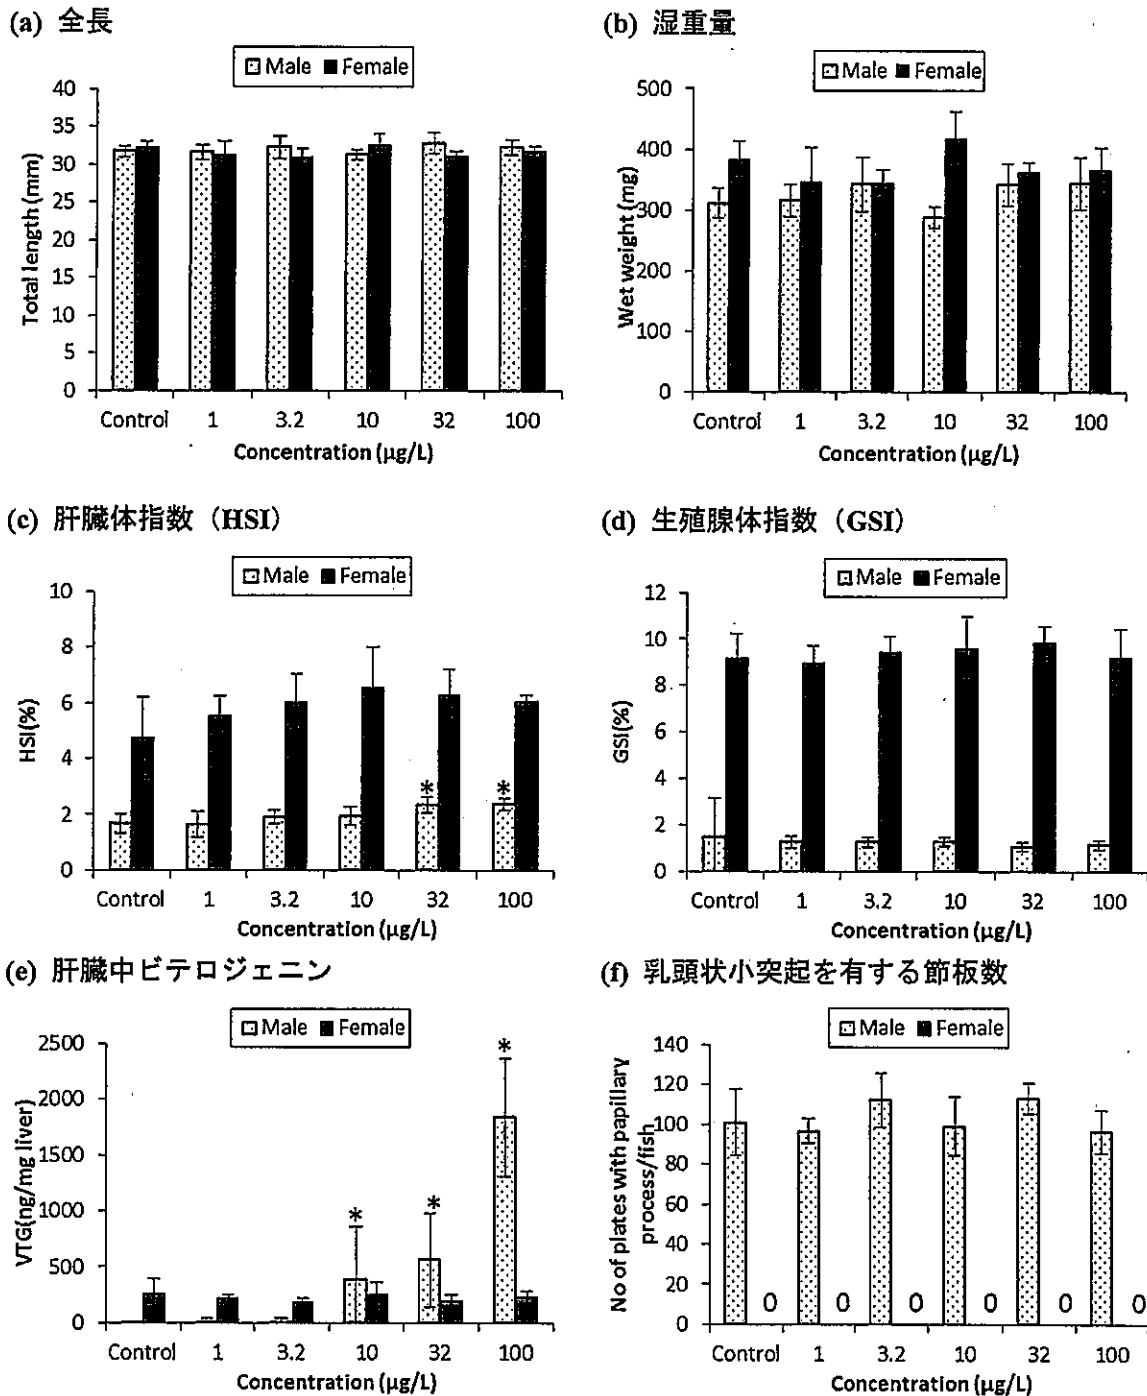 (a) 全長
Male Female
40
35
30
25
20
15
10
5
0
Total length (mm)
Control 1 3.2 10 32 100
Concentration (µg/L)
(b) 湿重量
Male Female
500
400
300
200
100
0
Wet weight (mg)
Control 1 3.2 10 32 100
Concentration (µg/L)
(c) 肝臓体指数（HSI）
Male Female
10
8
6
4
2
0
HSI(%)
* *
Control 1 3.2 10 32 100
Concentration (µg/L)
(d) 生殖腺体指数（GSI）
Male Female
12
10
8
6
4
2
0
GSI(%)
Control 1 3.2 10 32 100
Concentration (µg/L)
(e) 肝臓中ビテロジェニン
Male Female
2500
2000
1500
1000
500
0
VTG(ng/mg liver)
* * *
Control 1 3.2 10 32 100
Concentration (µg/L)
(f) 乳頭状小突起を有する節板数
Male Female
140
120
100
80
60
40
20
0
No of plates with papillary
process/fish
0 0 0 0 0 0
Control 1 3.2 10 32 100
Concentration (µg/L)